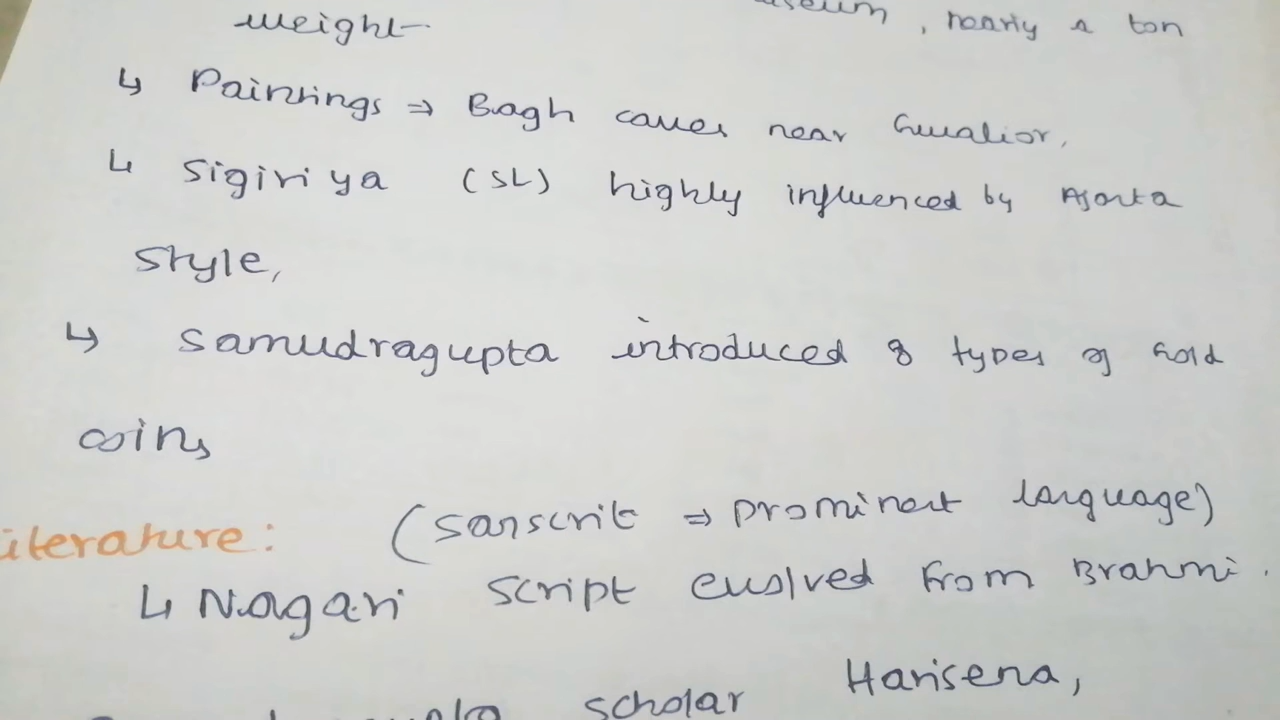 , nearly a ton
weight
↳ Paintings ⇒ Bagh caves near Gwalior,
↳ Sigiriya (SL) highly influenced by Ajanta
style,
↳ Samudragupta introduced 8 types of Gold
coins
iterature: (Sanscrit ⇒ prominent language)
↳ Nagari script evolved from Brahmi.
scholar Harisena,